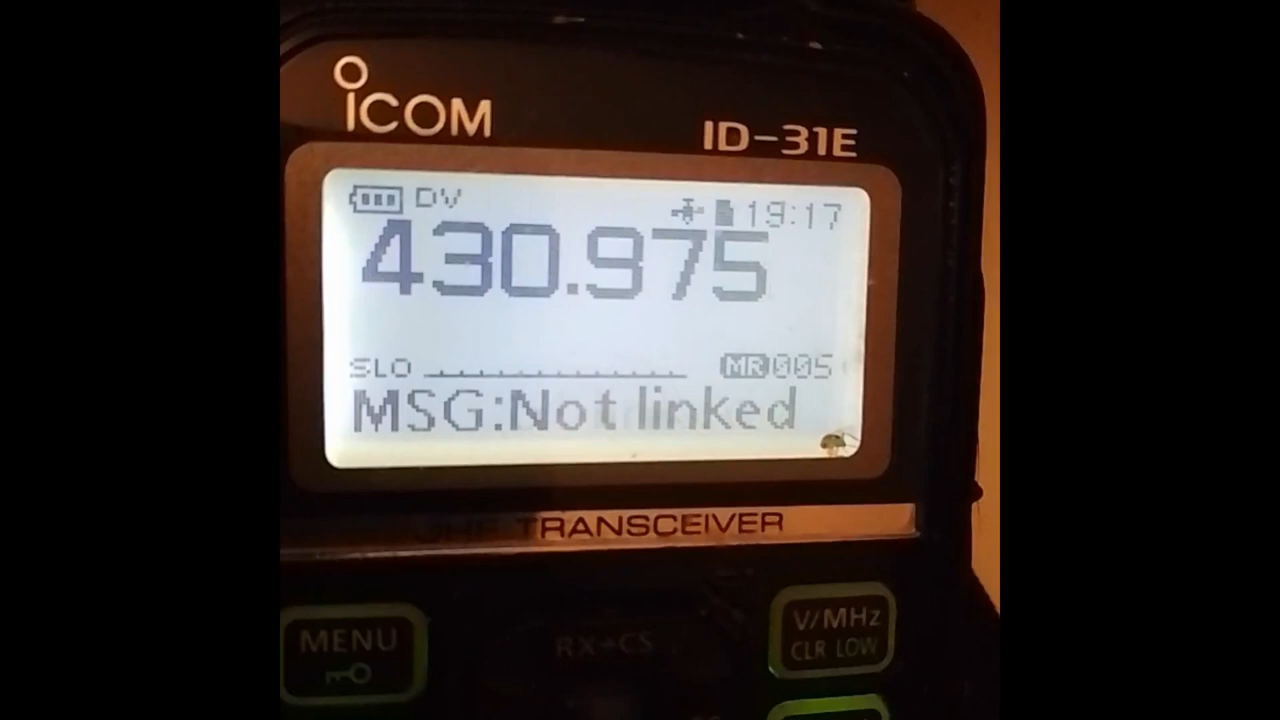 iCOM
ID-31E
DV
19:17
430.975
SLO
MR 005
MSG:Not linked
UHF TRANSCEIVER
MENU
RX→CS
V/MHz
CLR LOW